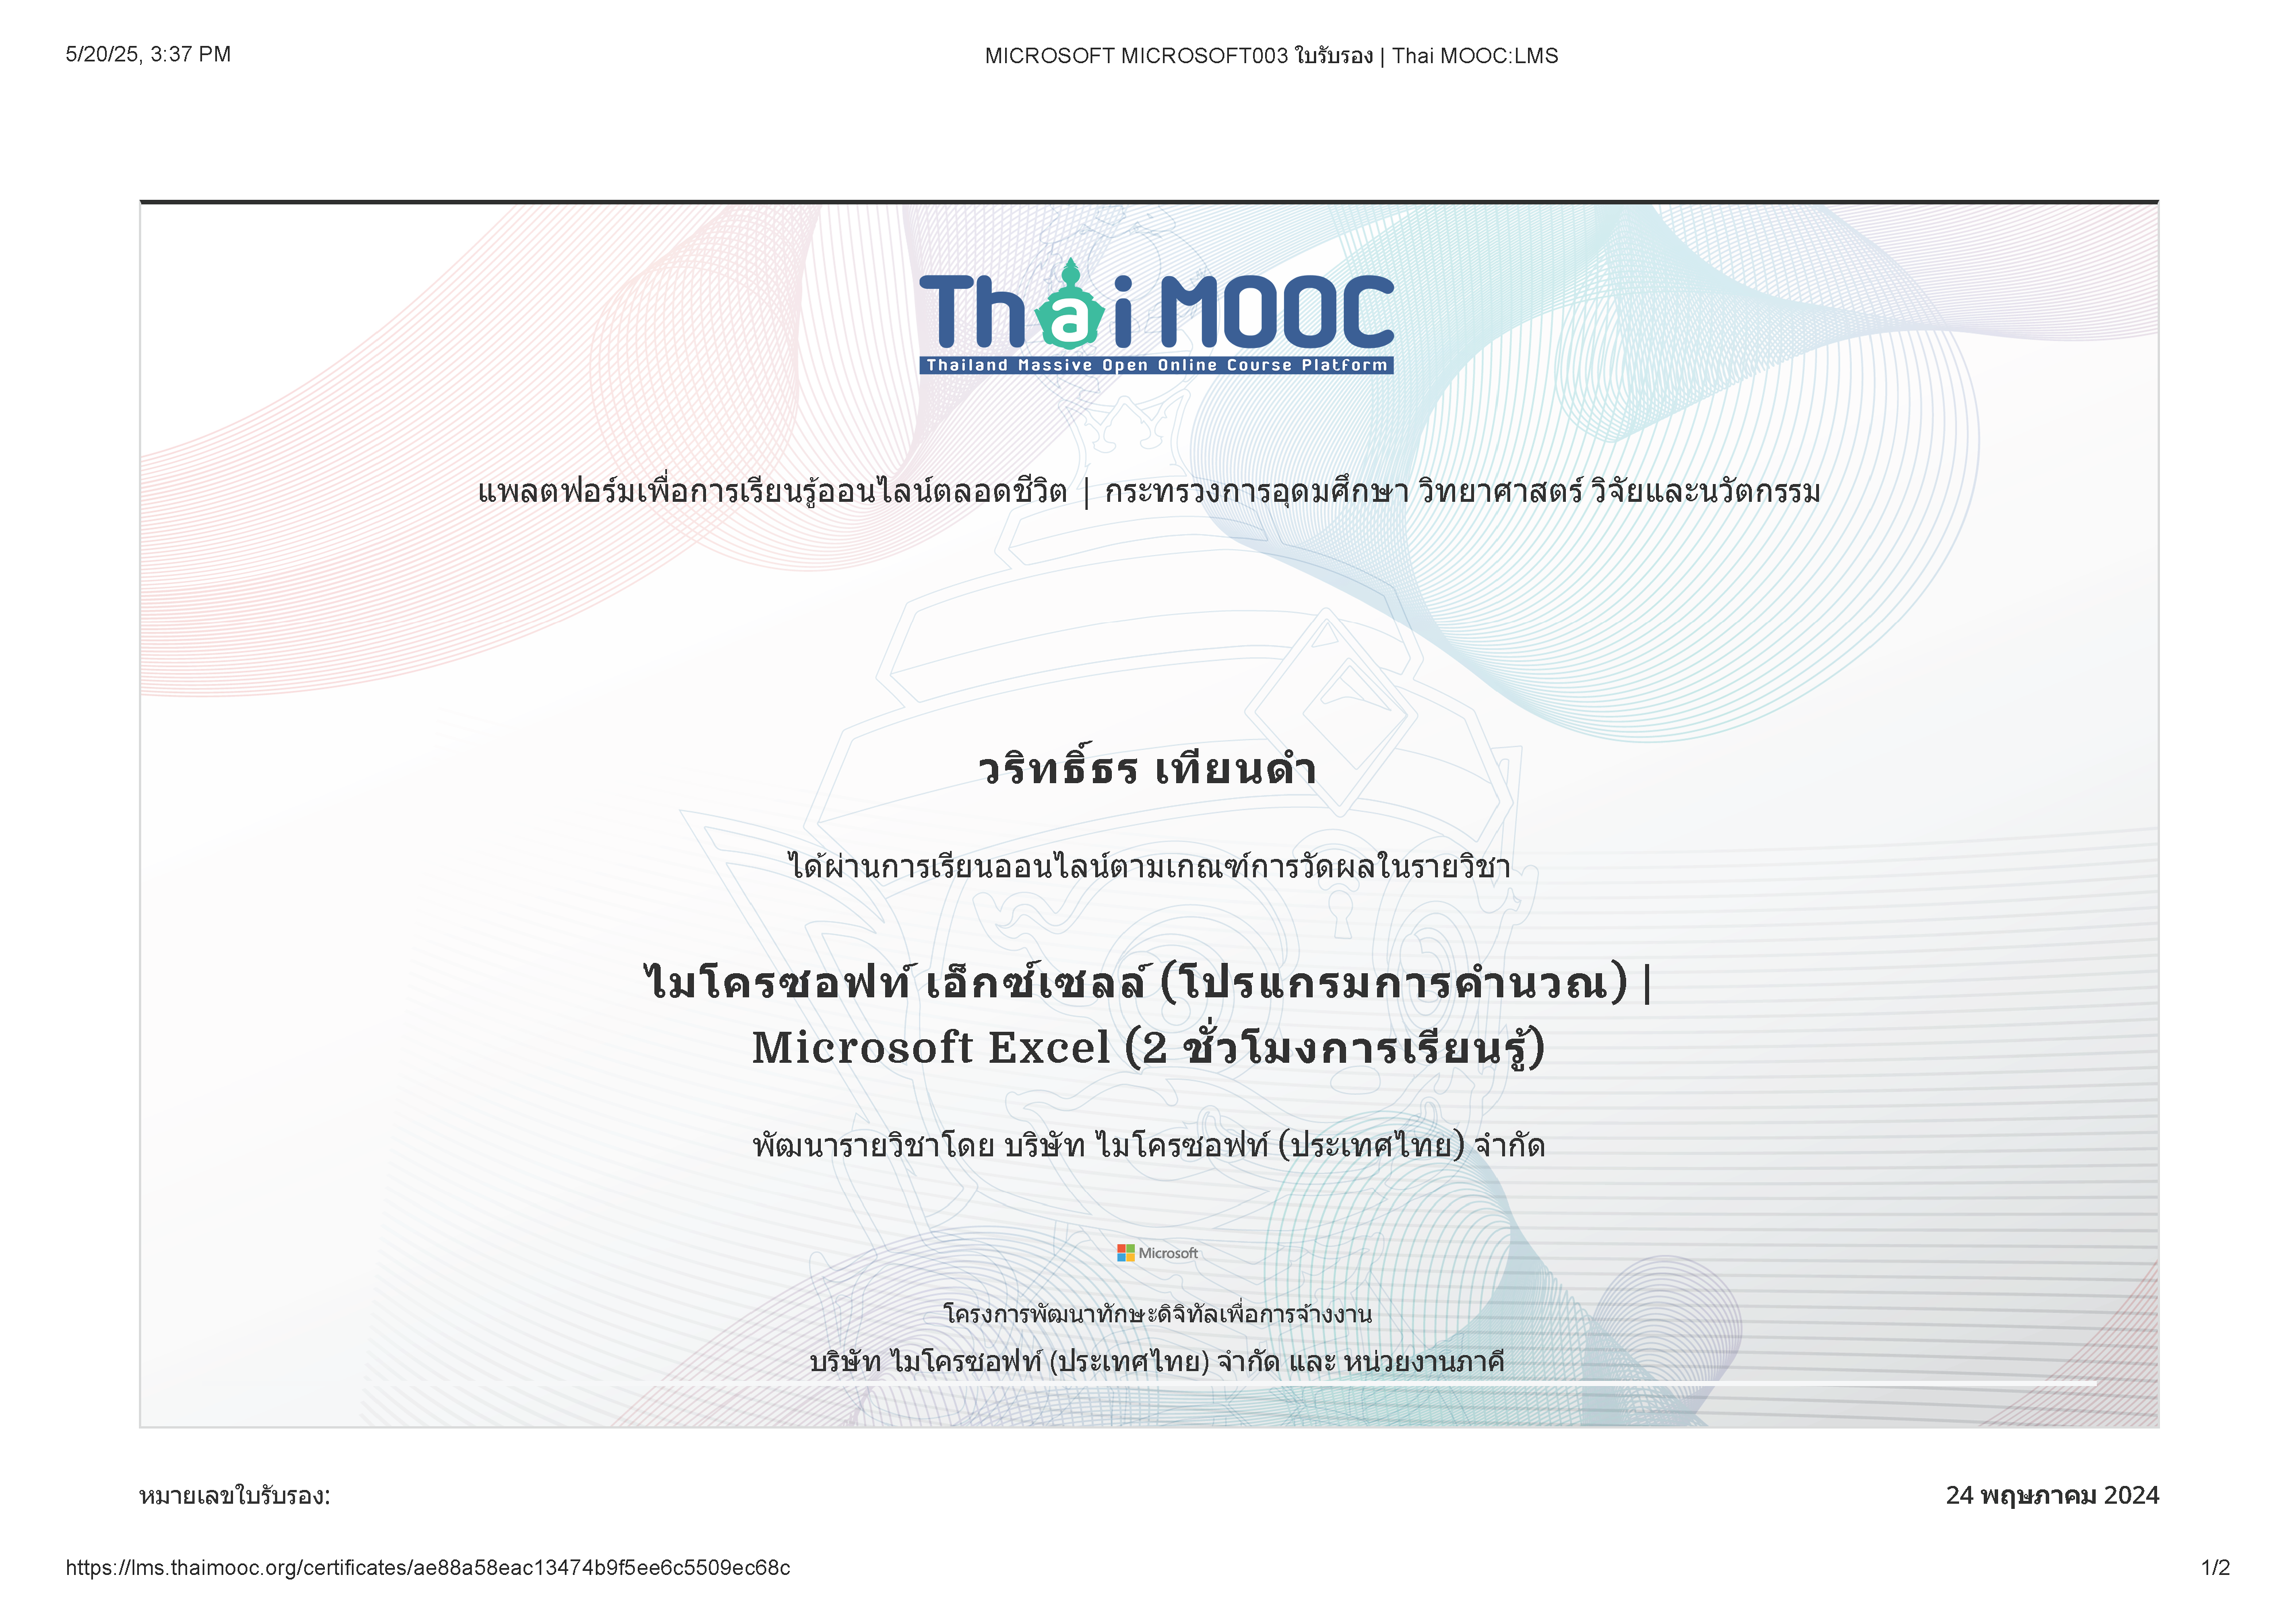 5/20/25, 3:37 PM
MICROSOFT MICROSOFT003 ใบรับรอง | Thai MOOC:LMS
Thai MOOC
Thailand Massive Open Online Course Platform
แพลตฟอร์มเพื่อการเรียนรู้ออนไลน์ตลอดชีวิต | กระทรวงการอุดมศึกษา วิทยาศาสตร์ วิจัยและนวัตกรรม
วริทธิ์ธร เทียนดำ
ได้ผ่านการเรียนออนไลน์ตามเกณฑ์การวัดผลในรายวิชา
ไมโครซอฟท์ เอ็กซ์เซลล์ (โปรแกรมการคำนวณ) |
Microsoft Excel (2 ชั่วโมงการเรียนรู้)
พัฒนารายวิชาโดย บริษัท ไมโครซอฟท์ (ประเทศไทย) จำกัด
Microsoft
โครงการพัฒนาทักษะดิจิทัลเพื่อการจ้างงาน
บริษัท ไมโครซอฟท์ (ประเทศไทย) จำกัด และ หน่วยงานภาคี
หมายเลขใบรับรอง:
24 พฤษภาคม 2024
https://lms.thaimooc.org/certificates/ae88a58eac13474b9f5ee6c5509ec68c
1/2